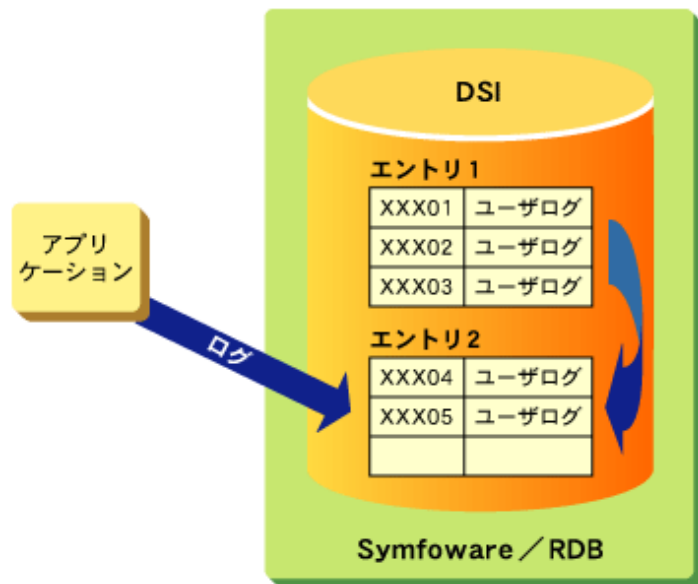 DSI
エントリ1
XXX01 ユーザログ
XXX02 ユーザログ
XXX03 ユーザログ
アプリ
ケーション
ログ
エントリ2
XXX04 ユーザログ
XXX05 ユーザログ
Symfoware／RDB